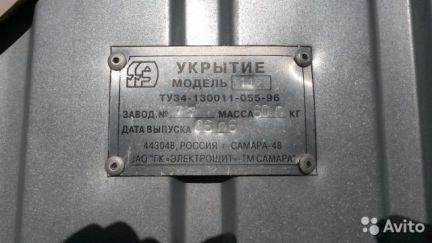 УКРЫТИЕ
МОДЕЛЬ
ТУ34-130011-055-96
ЗАВОД.№ МАССА КГ
ДАТА ВЫПУСКА
443048, РОССИЯ г САМАРА-48
ЗАО "ГК «ЭЛЕКТРОЩИТ»-ТМ САМАРА"
Avito